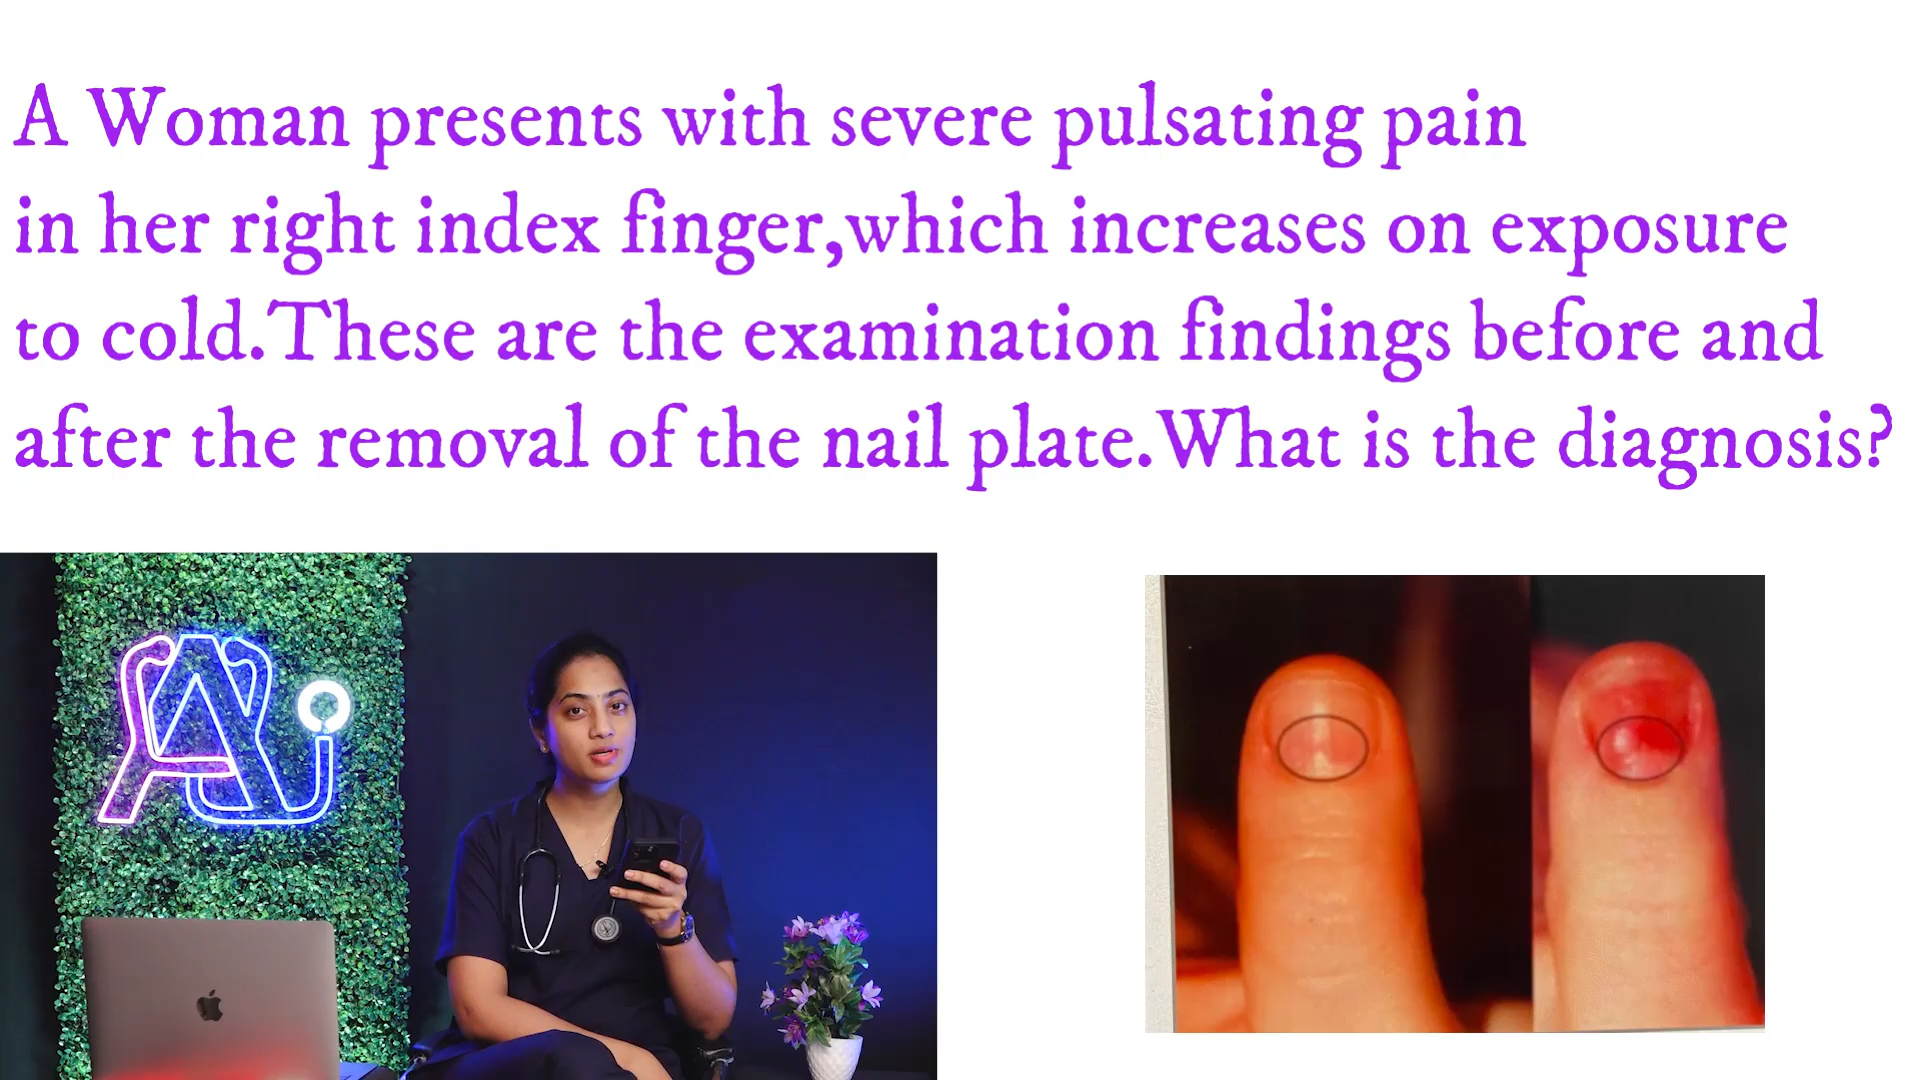 A Woman presents with severe pulsating pain
in her right index finger,which increases on exposure
to cold.These are the examination findings before and
after the removal of the nail plate.What is the diagnosis?